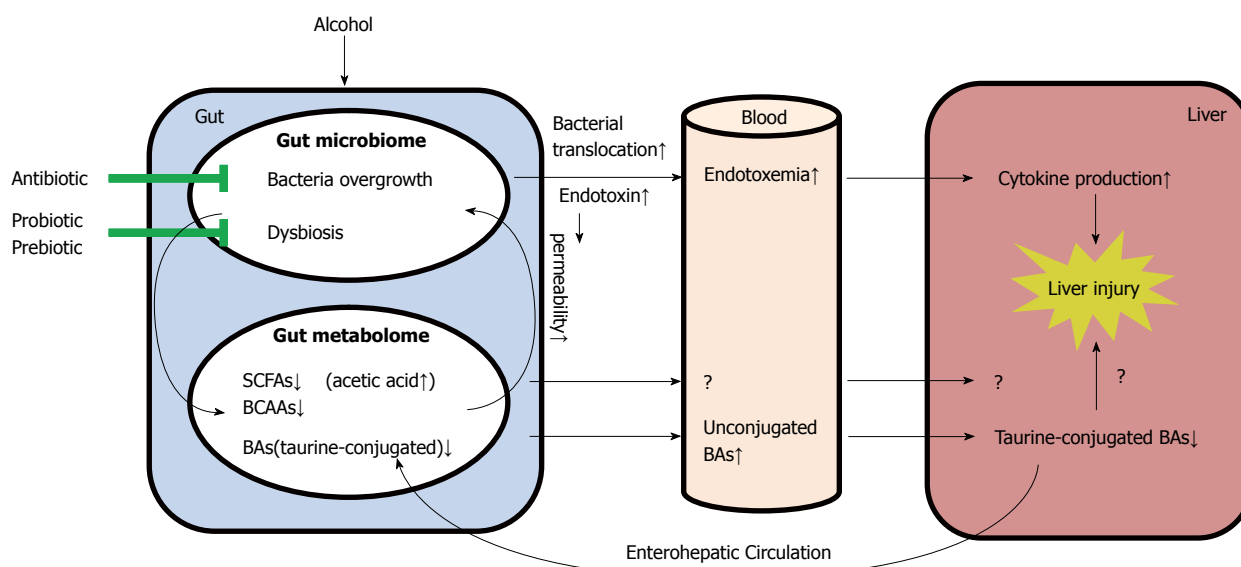 Alcohol
Gut
Gut microbiome
Bacteria overgrowth
Dysbiosis
Antibiotic
Probiotic
Prebiotic
Gut metabolome
SCFAs↓ (acetic acid↑)
BCAAs↓
BAs(taurine-conjugated)↓
Bacterial
translocation↑
Endotoxin↑
permeability↑
Blood
Endotoxemia↑
?
Unconjugated
BAs↑
Liver
Cytokine production↑
Liver injury
?
?
Taurine-conjugated BAs↓
Enterohepatic Circulation